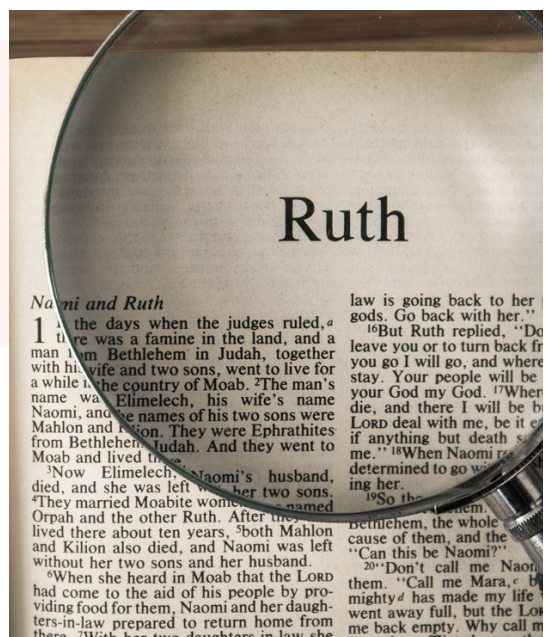 Ruth
Naomi and Ruth
1 In the days when the judges ruled,a
there was a famine in the land, and a
man from Bethlehem in Judah, together
with his wife and two sons, went to live for
a while in the country of Moab. 2The man's
name was Elimelech, his wife's name
Naomi, and the names of his two sons were
Mahlon and Kilion. They were Ephrathites
from Bethlehem, Judah. And they went to
Moab and lived
3Now Elimelech, Naomi's husband,
died, and she was left with her two sons.
4They married Moabite named
Orpah and the other Ruth. After they
lived there about ten years, 5both Mahlon
and Kilion also died, and Naomi was left
without her two sons and her husband.
6When she heard in Moab that the LORD
had come to the aid of his people by pro-
viding food for them, Naomi and her daugh-
ters-in-law prepared to return home from
there. 7With her two daughters-in-law she
law is going back to her
gods. Go back with her."
16But Ruth replied, "Do
leave you or to turn back
you go I will go, and where
stay. Your people will be
your God my God. 17Where
die, and there I will be
LORD deal with me, be it
if anything but death
me." 18When Naomi
determined to go
ing her.
19So
Bethlehem, the whole
cause of them, and the
"Can this be Naomi?"
20"Don't call me
them. "Call me Mara,c
mightyd has made my life
went away full, but the
me back empty. Why call